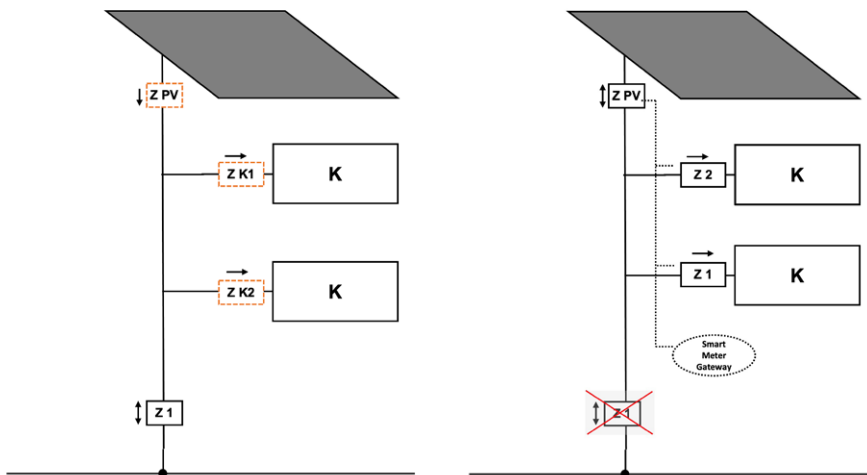 Z PV
Z K1
K
Z K2
K
Z 1
Z PV
Z 2
K
Z 1
K
Smart
Meter
Gateway
Z 1